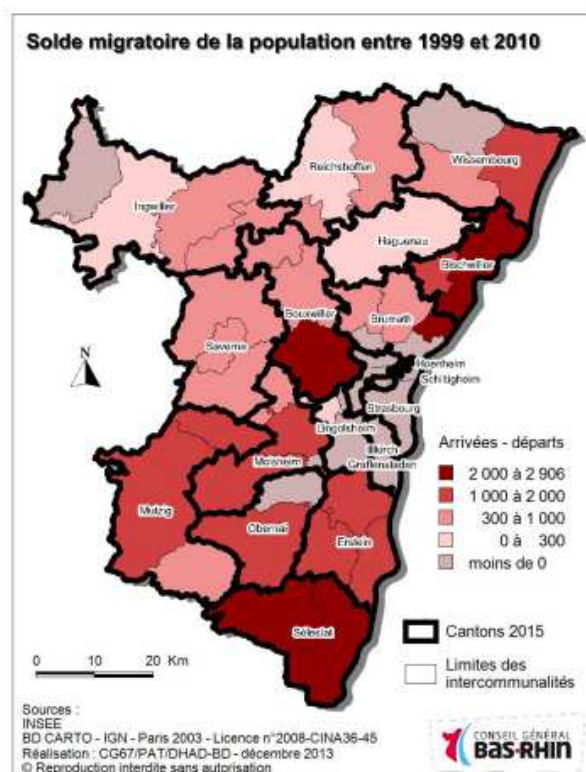 Solde migratoire de la population entre 1999 et 2010
Reichshoffen
Wissembourg
Ingwiller
Haguenau
Bischwiller
Bouxwiller
Brumath
Saverne
N
Hoenheim
Schiltigheim
Strasbourg
Lingolsheim
Illkirch
Graffenstaden
Molsheim
Mutzig
Obernai
Erstein
Sélestat
Arrivées - départs
2 000 à 2 906
1 000 à 2 000
300 à 1 000
0 à 300
moins de 0
Cantons 2015
Limites des
intercommunalités
0 10 20 Km
Sources :
INSEE
BD CARTO - IGN - Paris 2003 - Licence n°2008-CINA36-45
Réalisation : CG67/PAT/DHAD-BD - décembre 2013
© Reproduction interdite sans autorisation
CONSEIL GÉNÉRAL
BAS-RHIN